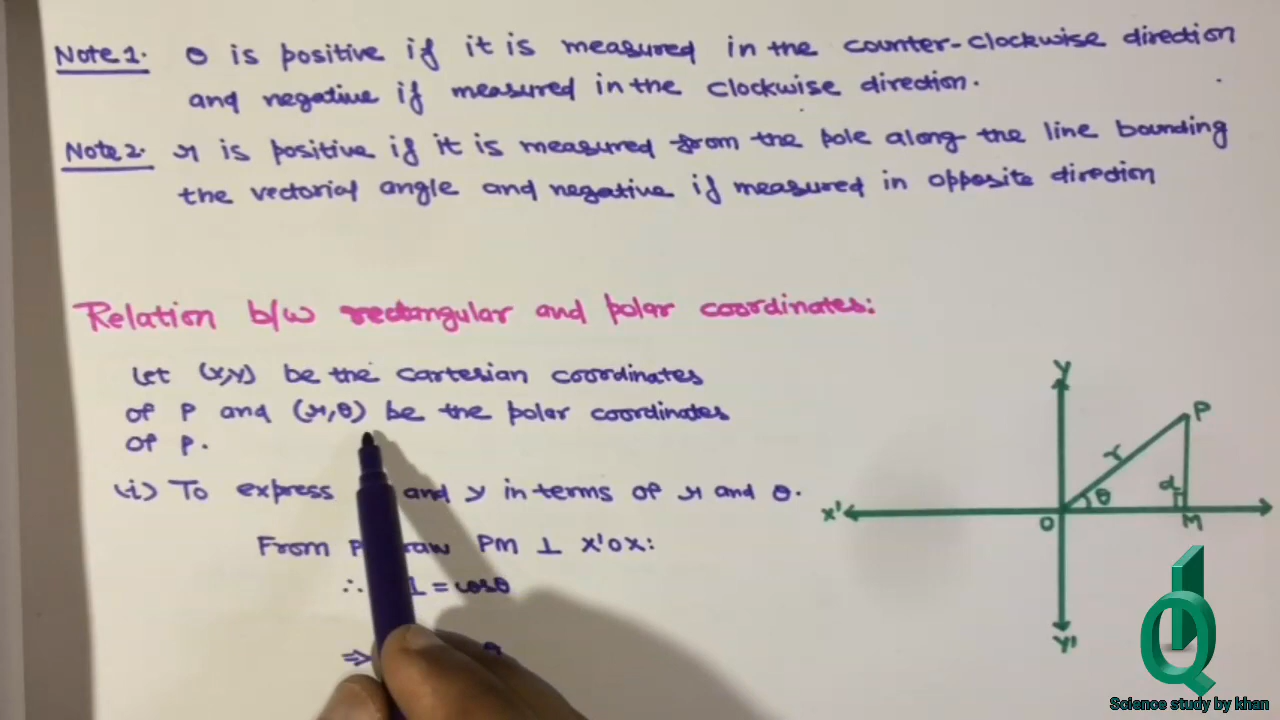 Note 1. θ is positive if it is measured in the counter-clockwise direction
and negative if measured in the clockwise direction.
Note 2. r is positive if it is measured from the pole along the line bounding
the vectorial angle and negative if measured in opposite direction
Relation b/w rectangular and polar coordinates:
Let (x,y) be the cartesian coordinates
of P and (r,θ) be the polar coordinates
of P.
(i) To express and y in terms of r and θ.
From PM ⊥ X'OX:
∴ = cosθ
⇒
Y
P
r
θ
X'
O
M
Y'
Science study by khan